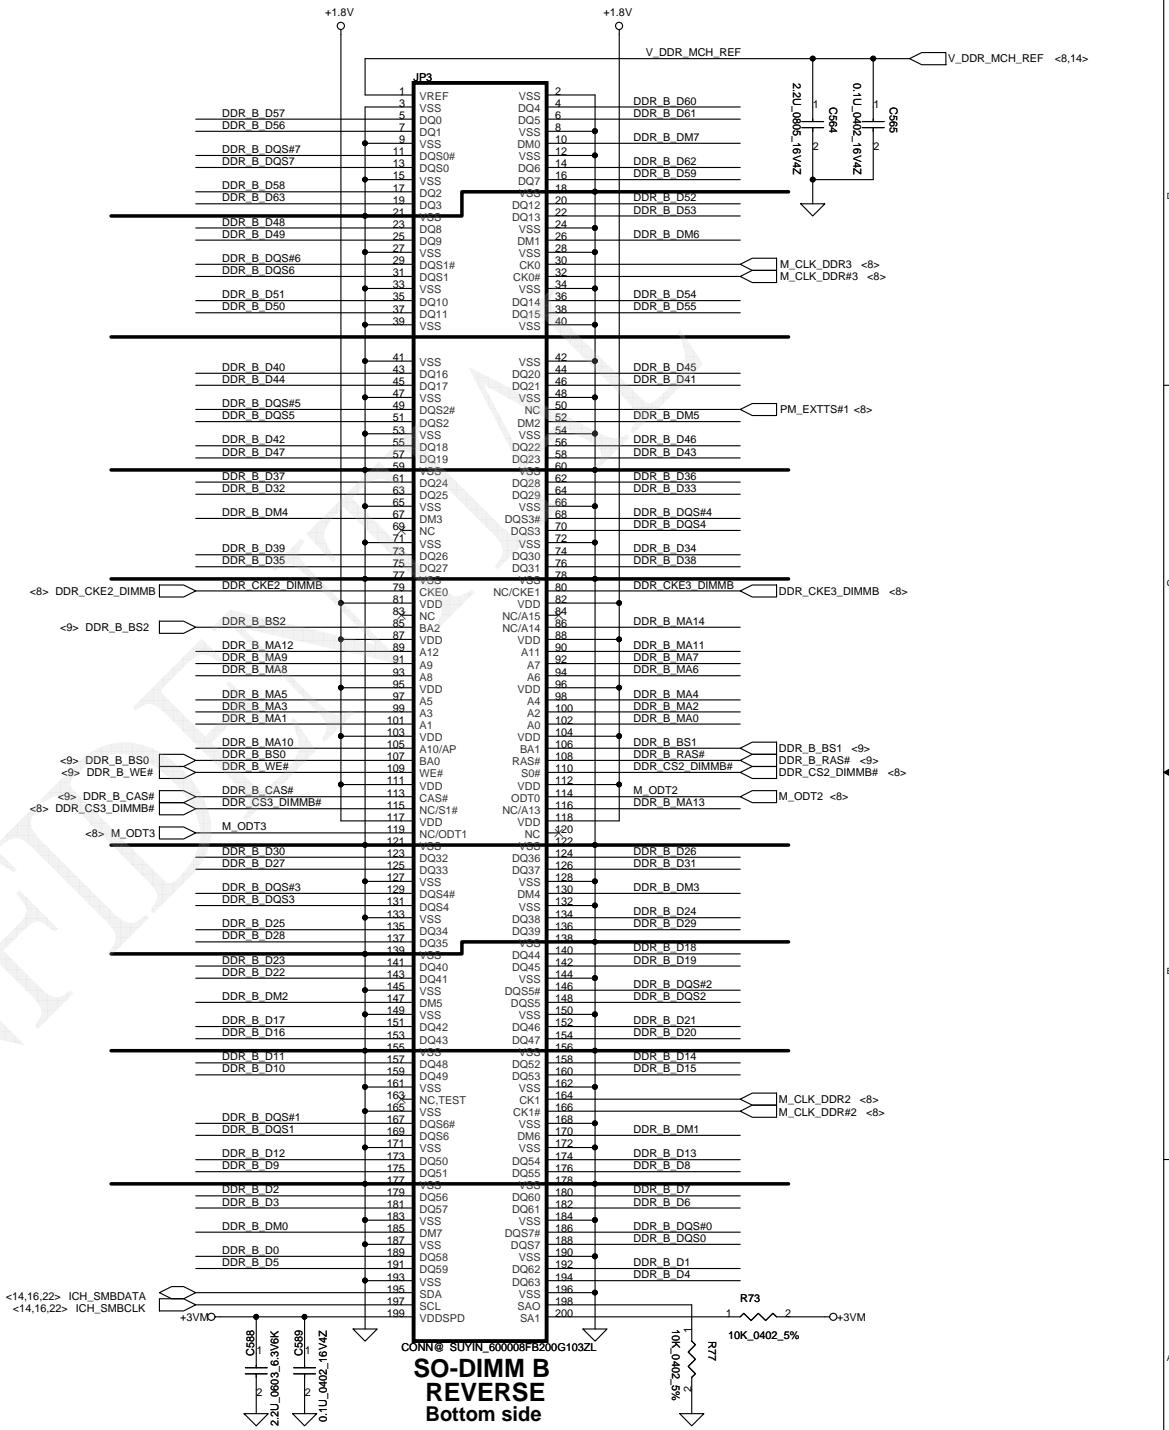 +1.8V +1.8V
V_DDR_MCH_REF V_DDR_MCH_REF <8,14>
JP3
2.2U_0805_16V4Z 1 2 C564
0.1U_0402_16V4Z 1 2 C565
1 VREF VSS 2
3 VSS DQ4 4 DDR_B_D60
DDR_B_D57 5 DQ0 DQ5 6 DDR_B_D61
DDR_B_D56 7 DQ1 VSS 8
9 VSS DM0 10 DDR_B_DM7
DDR_B_DQS#7 11 DQS0# VSS 12
DDR_B_DQS7 13 DQS0 DQ6 14 DDR_B_D62
15 VSS DQ7 16 DDR_B_D59
DDR_B_D58 17 DQ2 VSS 18
DDR_B_D63 19 DQ3 DQ12 20 DDR_B_D52
21 VSS DQ13 22 DDR_B_D53
DDR_B_D48 23 DQ8 VSS 24
DDR_B_D49 25 DQ9 DM1 26 DDR_B_DM6
27 VSS VSS 28
DDR_B_DQS#6 29 DQS1# CK0 30 M_CLK_DDR3 <8>
DDR_B_DQS6 31 DQS1 CK0# 32 M_CLK_DDR#3 <8>
33 VSS VSS 34
DDR_B_D51 35 DQ10 DQ14 36 DDR_B_D54
DDR_B_D50 37 DQ11 DQ15 38 DDR_B_D55
39 VSS VSS 40
41 VSS VSS 42
DDR_B_D40 43 DQ16 DQ20 44 DDR_B_D45
DDR_B_D44 45 DQ17 DQ21 46 DDR_B_D41
47 VSS VSS 48
DDR_B_DQS#5 49 DQS2# NC 50 PM_EXTTS#1 <8>
DDR_B_DQS5 51 DQS2 DM2 52 DDR_B_DM5
53 VSS VSS 54
DDR_B_D42 55 DQ18 DQ22 56 DDR_B_D46
DDR_B_D47 57 DQ19 DQ23 58 DDR_B_D43
59 VSS VSS 60
DDR_B_D37 61 DQ24 DQ28 62 DDR_B_D36
DDR_B_D32 63 DQ25 DQ29 64 DDR_B_D33
65 VSS VSS 66
DDR_B_DM4 67 DM3 DQS3# 68 DDR_B_DQS#4
69 NC DQS3 70 DDR_B_DQS4
71 VSS VSS 72
DDR_B_D39 73 DQ26 DQ30 74 DDR_B_D34
DDR_B_D35 75 DQ27 DQ31 76 DDR_B_D38
77 VSS VSS 78
<8> DDR_CKE2_DIMMB DDR_CKE2_DIMMB 79 CKE0 NC/CKE1 80 DDR_CKE3_DIMMB DDR_CKE3_DIMMB <8>
81 VDD VDD 82
83 NC NC/A15 84
<9> DDR_B_BS2 DDR_B_BS2 85 BA2 NC/A14 86 DDR_B_MA14
87 VDD VDD 88
DDR_B_MA12 89 A12 A11 90 DDR_B_MA11
DDR_B_MA9 91 A9 A7 92 DDR_B_MA7
DDR_B_MA8 93 A8 A6 94 DDR_B_MA6
95 VDD VDD 96
DDR_B_MA5 97 A5 A4 98 DDR_B_MA4
DDR_B_MA3 99 A3 A2 100 DDR_B_MA2
DDR_B_MA1 101 A1 A0 102 DDR_B_MA0
103 VDD VDD 104
DDR_B_MA10 105 A10/AP BA1 106 DDR_B_BS1 DDR_B_BS1 <9>
<9> DDR_B_BS0 DDR_B_BS0 107 BA0 RAS# 108 DDR_B_RAS# DDR_B_RAS# <9>
<9> DDR_B_WE# DDR_B_WE# 109 WE# S0# 110 DDR_CS2_DIMMB# DDR_CS2_DIMMB# <8>
111 VDD VDD 112
<9> DDR_B_CAS# DDR_B_CAS# 113 CAS# ODT0 114 M_ODT2 M_ODT2 <8>
<8> DDR_CS3_DIMMB# DDR_CS3_DIMMB# 115 NC/S1# NC/A13 116 DDR_B_MA13
117 VDD VDD 118
<8> M_ODT3 M_ODT3 119 NC/ODT1 NC 120
121 VSS VSS 122
DDR_B_D30 123 DQ32 DQ36 124 DDR_B_D26
DDR_B_D27 125 DQ33 DQ37 126 DDR_B_D31
127 VSS VSS 128
DDR_B_DQS#3 129 DQS4# DM4 130 DDR_B_DM3
DDR_B_DQS3 131 DQS4 VSS 132
133 VSS DQ38 134 DDR_B_D24
DDR_B_D25 135 DQ34 DQ39 136 DDR_B_D29
DDR_B_D28 137 DQ35 VSS 138
139 VSS DQ44 140 DDR_B_D18
DDR_B_D23 141 DQ40 DQ45 142 DDR_B_D19
DDR_B_D22 143 DQ41 VSS 144
145 VSS DQS5# 146 DDR_B_DQS#2
DDR_B_DM2 147 DM5 DQS5 148 DDR_B_DQS2
149 VSS VSS 150
DDR_B_D17 151 DQ42 DQ46 152 DDR_B_D21
DDR_B_D16 153 DQ43 DQ47 154 DDR_B_D20
155 VSS VSS 156
DDR_B_D11 157 DQ48 DQ52 158 DDR_B_D14
DDR_B_D10 159 DQ49 DQ53 160 DDR_B_D15
161 VSS VSS 162
163 NC,TEST CK1 164 M_CLK_DDR2 <8>
165 VSS CK1# 166 M_CLK_DDR#2 <8>
DDR_B_DQS#1 167 DQS6# VSS 168
DDR_B_DQS1 169 DQS6 DM6 170 DDR_B_DM1
171 VSS VSS 172
DDR_B_D12 173 DQ50 DQ54 174 DDR_B_D13
DDR_B_D9 175 DQ51 DQ55 176 DDR_B_D8
177 VSS VSS 178
DDR_B_D2 179 DQ56 DQ60 180 DDR_B_D7
DDR_B_D3 181 DQ57 DQ61 182 DDR_B_D6
183 VSS VSS 184
DDR_B_DM0 185 DM7 DQS7# 186 DDR_B_DQS#0
187 VSS DQS7 188 DDR_B_DQS0
DDR_B_D0 189 DQ58 VSS 190
DDR_B_D5 191 DQ59 DQ62 192 DDR_B_D1
193 VSS DQ63 194 DDR_B_D4
<14,16,22> ICH_SMBDATA 195 SDA VSS 196
<14,16,22> ICH_SMBCLK 197 SCL SAO 198
+3VM 199 VDDSPD SA1 200
R73
1 2 +3VM
10K_0402_5%
C588 1 2 2.2U_0603_6.3V6K
C589 1 2 0.1U_0402_16V4Z
1 2 R77
10K_0402_5%
CONN@ SUYIN_600008FB200G103ZL
SO-DIMM B
REVERSE
Bottom side